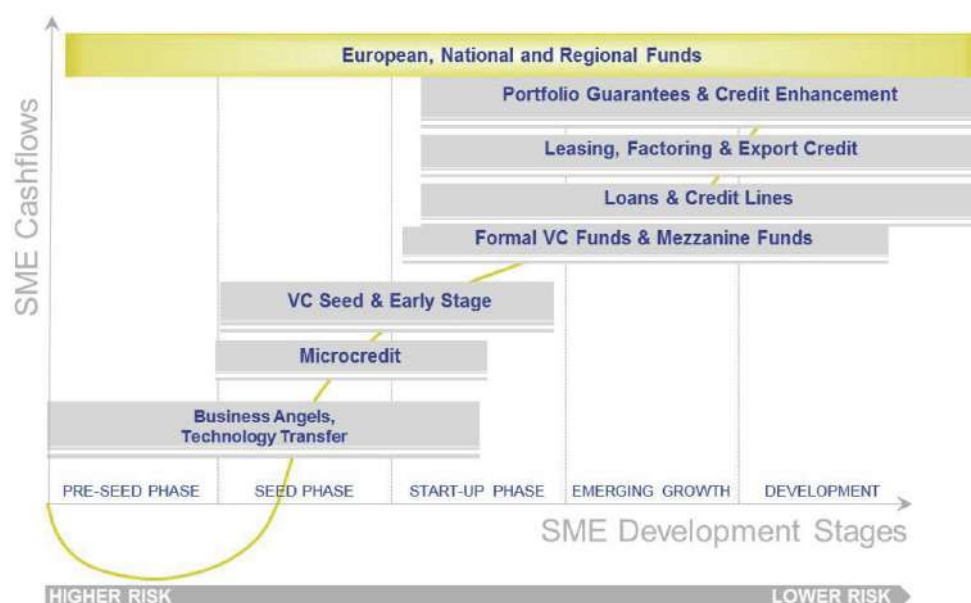 European, National and Regional Funds
Portfolio Guarantees & Credit Enhancement
Leasing, Factoring & Export Credit
Loans & Credit Lines
Formal VC Funds & Mezzanine Funds
VC Seed & Early Stage
Microcredit
Business Angels,
Technology Transfer
SME Cashflows
PRE-SEED PHASE
SEED PHASE
START-UP PHASE
EMERGING GROWTH
DEVELOPMENT
SME Development Stages
HIGHER RISK
LOWER RISK